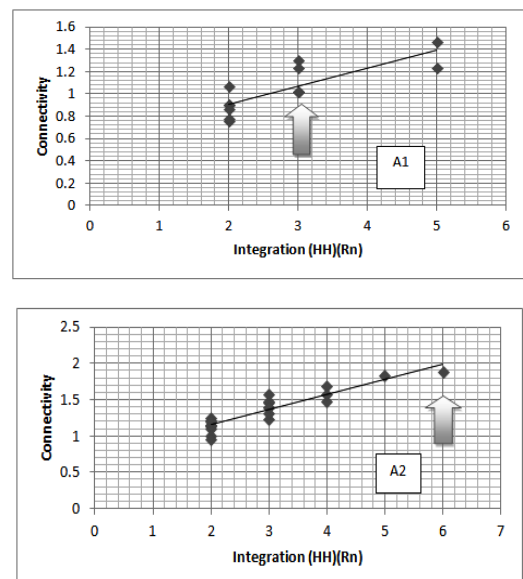 1.6
1.4
1.2
1
0.8
0.6
0.4
0.2
0
Connectivity
A1
0 1 2 3 4 5 6
Integration (HH)(Rn)
2.5
2
1.5
1
0.5
0
Connectivity
A2
0 1 2 3 4 5 6 7
Integration (HH)(Rn)